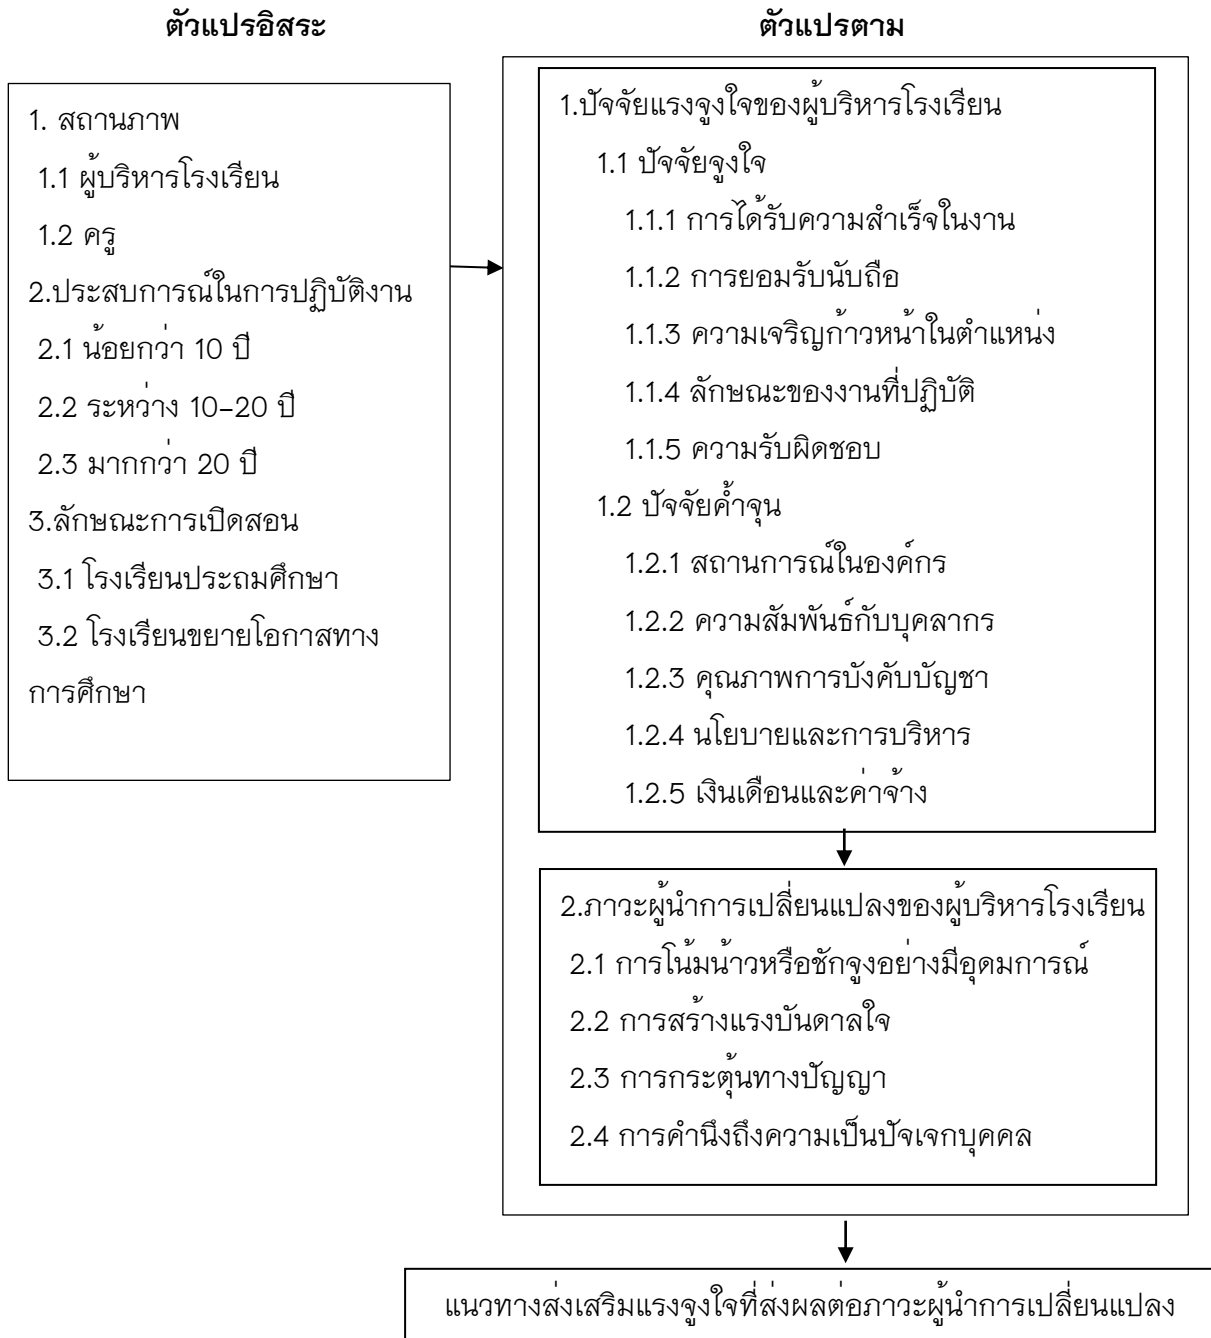 ตัวแปรอิสระ
ตัวแปรตาม
1. สถานภาพ
1.1 ผู้บริหารโรงเรียน
1.2 ครู
2.ประสบการณ์ในการปฏิบัติงาน
2.1 น้อยกว่า 10 ปี
2.2 ระหว่าง 10–20 ปี
2.3 มากกว่า 20 ปี
3.ลักษณะการเปิดสอน
3.1 โรงเรียนประถมศึกษา
3.2 โรงเรียนขยายโอกาสทาง
การศึกษา
1.ปัจจัยแรงจูงใจของผู้บริหารโรงเรียน
1.1 ปัจจัยจูงใจ
1.1.1 การได้รับความสำเร็จในงาน
1.1.2 การยอมรับนับถือ
1.1.3 ความเจริญก้าวหน้าในตำแหน่ง
1.1.4 ลักษณะของงานที่ปฏิบัติ
1.1.5 ความรับผิดชอบ
1.2 ปัจจัยค้ำจุน
1.2.1 สถานการณ์ในองค์กร
1.2.2 ความสัมพันธ์กับบุคลากร
1.2.3 คุณภาพการบังคับบัญชา
1.2.4 นโยบายและการบริหาร
1.2.5 เงินเดือนและค่าจ้าง
2.ภาวะผู้นำการเปลี่ยนแปลงของผู้บริหารโรงเรียน
2.1 การโน้มน้าวหรือชักจูงอย่างมีอุดมการณ์
2.2 การสร้างแรงบันดาลใจ
2.3 การกระตุ้นทางปัญญา
2.4 การคำนึงถึงความเป็นปัจเจกบุคคล
แนวทางส่งเสริมแรงจูงใจที่ส่งผลต่อภาวะผู้นำการเปลี่ยนแปลง